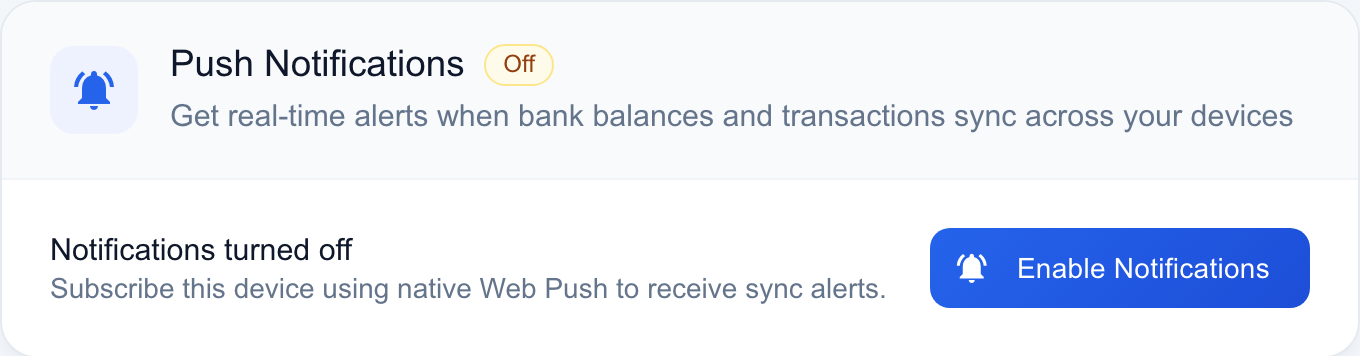 Push Notifications Off
Get real-time alerts when bank balances and transactions sync across your devices
Notifications turned off
Subscribe this device using native Web Push to receive sync alerts.
Enable Notifications